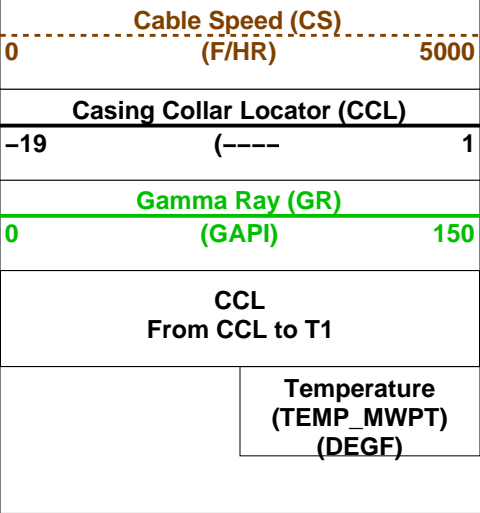 Cable Speed (CS)
0 (F/HR) 5000
Casing Collar Locator (CCL)
−19 (−−−− 1
Gamma Ray (GR)
0 (GAPI) 150
CCL
From CCL to T1
Temperature
(TEMP_MWPT)
(DEGF)